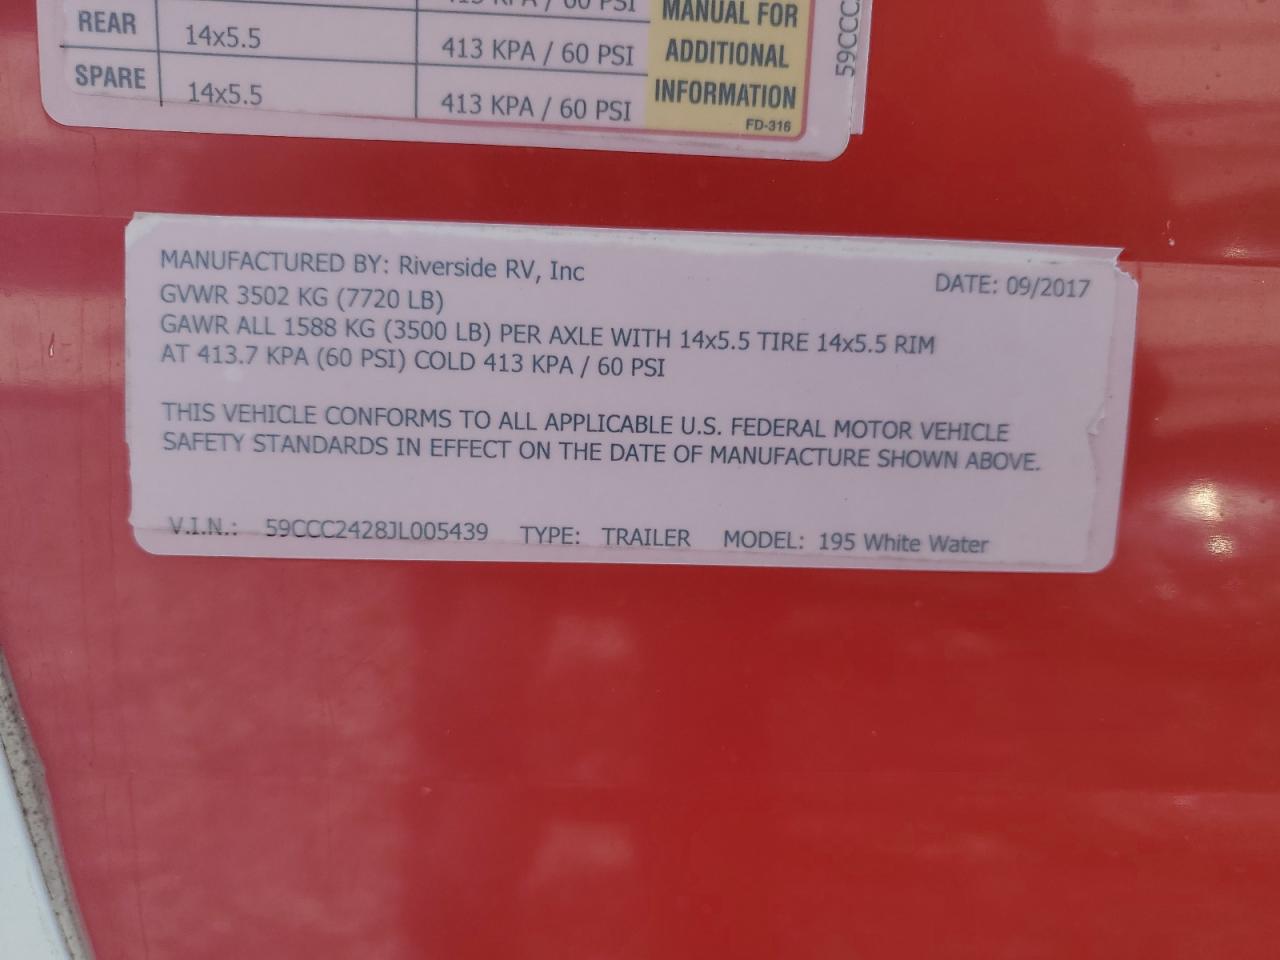 413 KPA / 60 PSI
REAR 14x5.5 413 KPA / 60 PSI
SPARE 14x5.5 413 KPA / 60 PSI
MANUAL FOR
ADDITIONAL
INFORMATION
FD-316
59CCC
MANUFACTURED BY: Riverside RV, Inc DATE: 09/2017
GVWR 3502 KG (7720 LB)
GAWR ALL 1588 KG (3500 LB) PER AXLE WITH 14x5.5 TIRE 14x5.5 RIM
AT 413.7 KPA (60 PSI) COLD 413 KPA / 60 PSI
THIS VEHICLE CONFORMS TO ALL APPLICABLE U.S. FEDERAL MOTOR VEHICLE
SAFETY STANDARDS IN EFFECT ON THE DATE OF MANUFACTURE SHOWN ABOVE.
V.I.N.: 59CCC2428JL005439 TYPE: TRAILER MODEL: 195 White Water